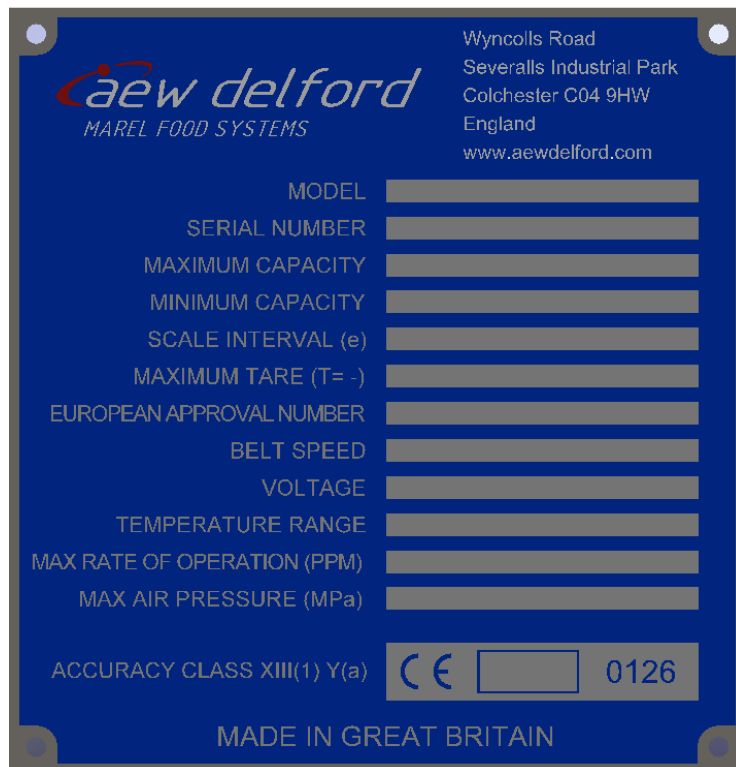 Wyncolls Road
Severalls Industrial Park
Colchester C04 9HW
England
www.aewdelford.com
aew delford
MAREL FOOD SYSTEMS
MODEL
SERIAL NUMBER
MAXIMUM CAPACITY
MINIMUM CAPACITY
SCALE INTERVAL (e)
MAXIMUM TARE (T= -)
EUROPEAN APPROVAL NUMBER
BELT SPEED
VOLTAGE
TEMPERATURE RANGE
MAX RATE OF OPERATION (PPM)
MAX AIR PRESSURE (MPa)
ACCURACY CLASS XIII(1) Y(a) CE 0126
MADE IN GREAT BRITAIN